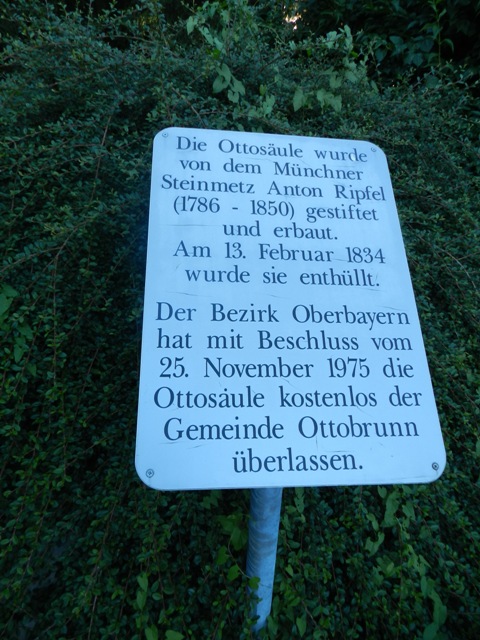 Die Ottosäule wurde
von dem Münchner
Steinmetz Anton Ripfel
(1786 - 1850) gestiftet
und erbaut.
Am 13. Februar 1834
wurde sie enthüllt.
Der Bezirk Oberbayern
hat mit Beschluss vom
25. November 1975 die
Ottosäule kostenlos der
Gemeinde Ottobrunn
überlassen.